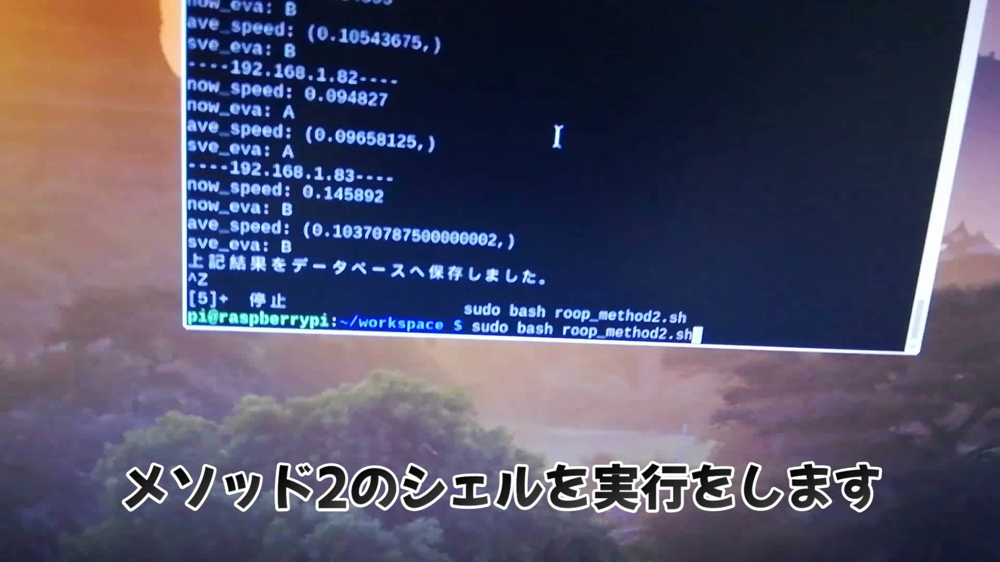 now_eva: B
ave_speed: (0.10543675,)
sve_eva: B
----192.168.1.82----
now_speed: 0.094827
now_eva: A
ave_speed: (0.09658125,)
sve_eva: A
----192.168.1.83----
now_speed: 0.145892
now_eva: B
ave_speed: (0.10370787500000002,)
sve_eva: B
上記結果をデータベースへ保存しました。
^Z
[5]+ 停止 sudo bash roop_method2.sh
pi@raspberrypi:~/workspace $ sudo bash roop_method2.sh
メソッド2のシェルを実行をします